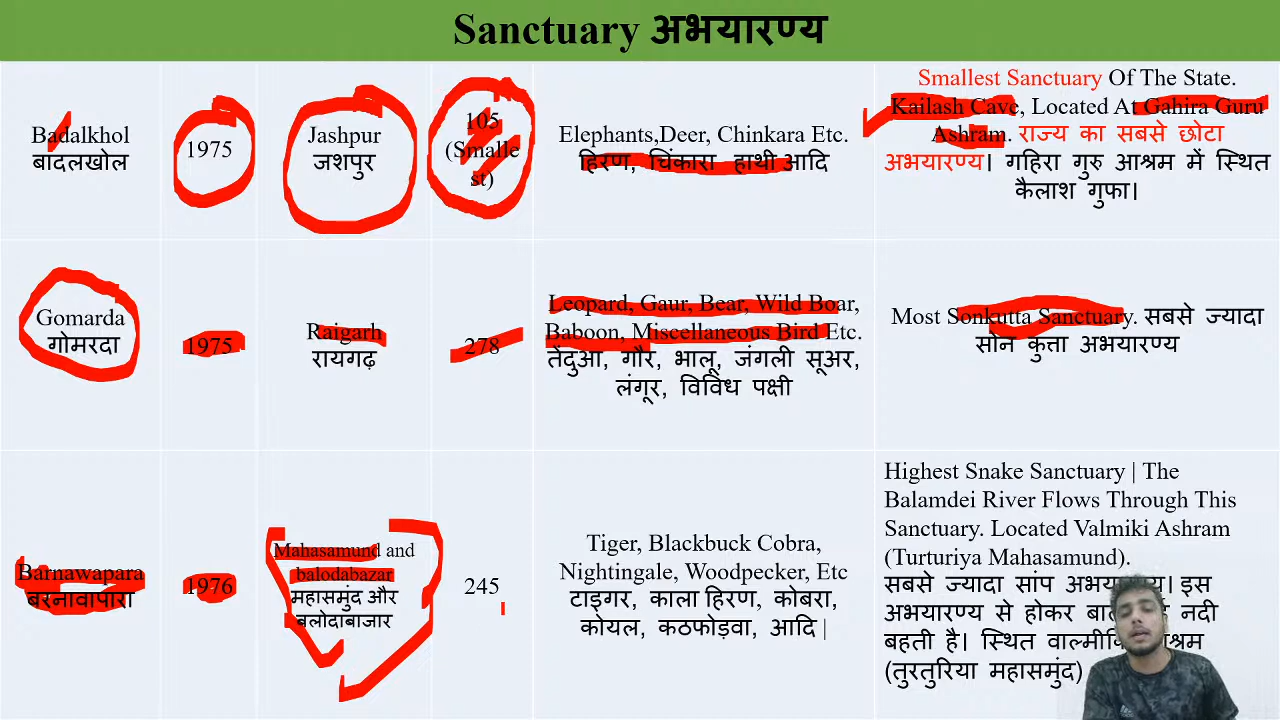 Sanctuary अभयारण्य
Badalkhol
बादलखोल
1975
Jashpur
जशपुर
105
(Smalle
st)
Elephants,Deer, Chinkara Etc.
हिरण, चिंकारा हाथी आदि
Smallest Sanctuary Of The State.
Kailash Cave, Located At Gahira Guru
Ashram. राज्य का सबसे छोटा
अभयारण्य। गहिरा गुरु आश्रम में स्थित
कैलाश गुफा।
Gomarda
गोमरदा
1975
Raigarh
रायगढ़
278
Leopard, Gaur, Bear, Wild Boar,
Baboon, Miscellaneous Bird Etc.
तेंदुआ, गौर, भालू, जंगली सूअर,
लंगूर, विविध पक्षी
Most Sonkutta Sanctuary. सबसे ज्यादा
सोन कुत्ता अभयारण्य
Barnawapara
बरनावापारा
1976
Mahasamund and
balodabazar
महासमुंद और
बलोदाबाजार
245
Tiger, Blackbuck Cobra,
Nightingale, Woodpecker, Etc
टाइगर, काला हिरण, कोबरा,
कोयल, कठफोड़वा, आदि |
Highest Snake Sanctuary | The
Balamdei River Flows Through This
Sanctuary. Located Valmiki Ashram
(Turturiya Mahasamund).
सबसे ज्यादा सांप अभयारण्य। इस
अभयारण्य से होकर नदी
बहती है। स्थित
(तुरतुरिया महासमुंद)